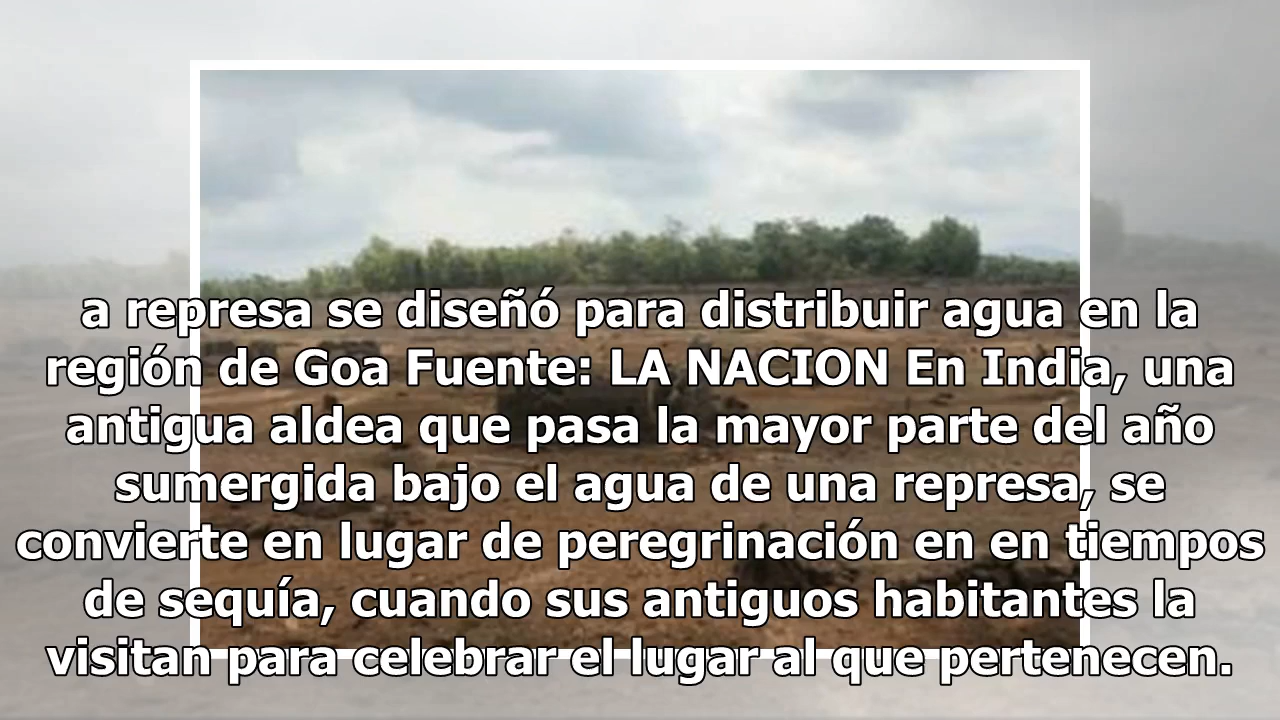 a represa se diseñó para distribuir agua en la
región de Goa Fuente: LA NACION En India, una
antigua aldea que pasa la mayor parte del año
sumergida bajo el agua de una represa, se
convierte en lugar de peregrinación en en tiempos
de sequía, cuando sus antiguos habitantes la
visitan para celebrar el lugar al que pertenecen.